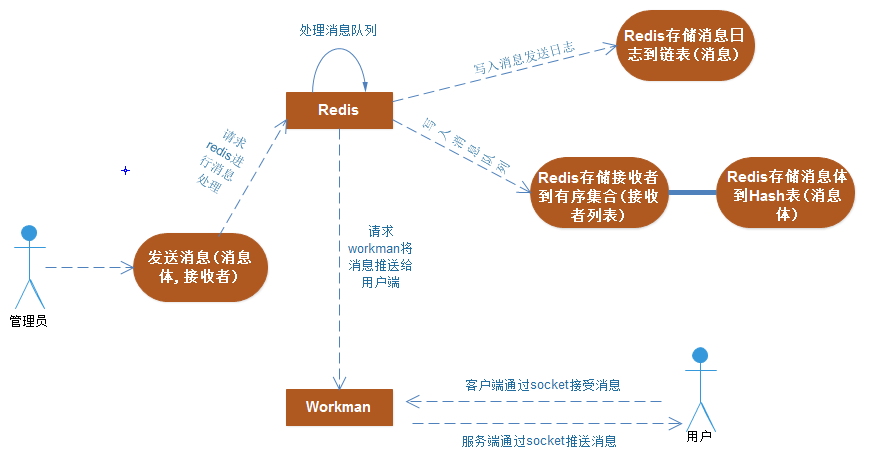 处理消息队列
Redis存储消息日
志到链表(消息)
写入消息发送日志
Redis
请求
redis进
行消息
处理
写入消息队列
Redis存储接收者
到有序集合(接收
者列表)
Redis存储消息体
到Hash表(消息
体)
发送消息(消息
体,接收者)
管理员
请求
workman将
消息推送给
用户端
Workman
客户端通过socket接受消息
服务端通过socket推送消息
用户